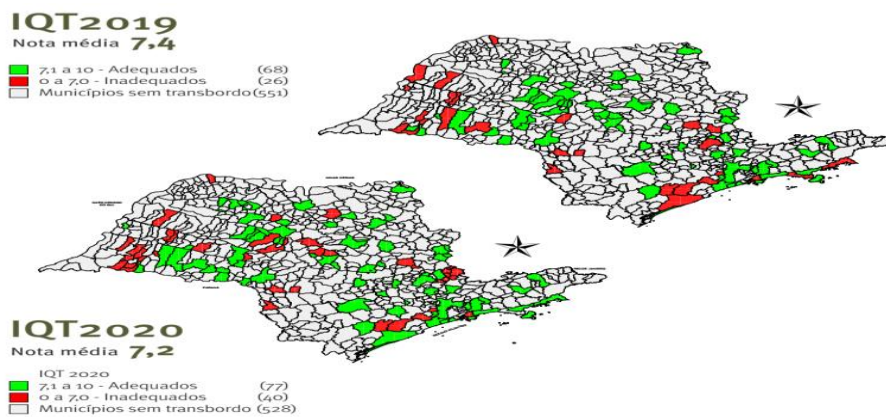 IQT2019
Nota média 7,4
7,1 a 10 - Adequados (68)
0 a 7,0 - Inadequados (26)
Municípios sem transbordo (551)
IQT2020
Nota média 7,2
IQT 2020
7,1 a 10 - Adequados (77)
0 a 7,0 - Inadequados (40)
Municípios sem transbordo (528)